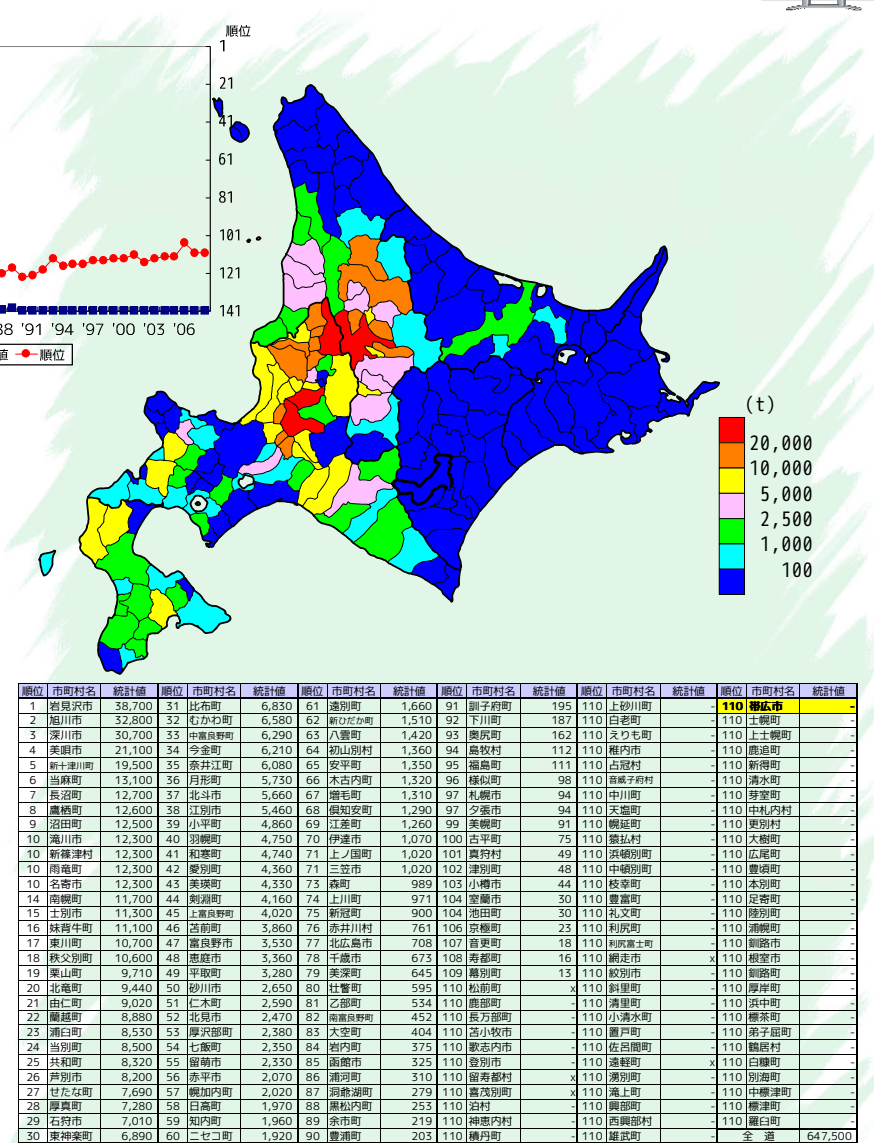 順位
1
21
41
61
81
101
121
141
88 '91 '94 '97 '00 '03 '06
値 順位
(t)
20,000
10,000
5,000
2,500
1,000
100
順位 市町村名 統計値 順位 市町村名 統計値 順位 市町村名 統計値 順位 市町村名 統計値 順位 市町村名 統計値 順位 市町村名 統計値
1 岩見沢市 38,700 31 比布町 6,830 61 遠別町 1,660 91 訓子府町 195 110 上砂川町 - 110 帯広市 -
2 旭川市 32,800 32 むかわ町 6,580 62 新ひだか町 1,510 92 下川町 187 110 白老町 - 110 士幌町 -
3 深川市 30,700 33 中富良野町 6,290 63 八雲町 1,420 93 奥尻町 162 110 えりも町 - 110 上士幌町 -
4 美唄市 21,100 34 今金町 6,210 64 初山別村 1,360 94 島牧村 112 110 稚内市 - 110 鹿追町 -
5 新十津川町 19,500 35 奈井江町 6,080 65 安平町 1,350 95 福島町 111 110 占冠村 - 110 新得町 -
6 当麻町 13,100 36 月形町 5,730 66 木古内町 1,320 96 様似町 98 110 音威子府村 - 110 清水町 -
7 長沼町 12,700 37 北斗市 5,660 67 増毛町 1,310 97 札幌市 94 110 中川町 - 110 芽室町 -
8 鷹栖町 12,600 38 江別市 5,460 68 倶知安町 1,290 97 夕張市 94 110 天塩町 - 110 中札内村 -
9 沼田町 12,500 39 小平町 4,860 69 江差町 1,260 99 美幌町 91 110 幌延町 - 110 更別村 -
10 滝川市 12,300 40 羽幌町 4,750 70 伊達市 1,070 100 古平町 75 110 猿払村 - 110 大樹町 -
10 新篠津村 12,300 41 和寒町 4,740 71 上ノ国町 1,020 101 真狩村 49 110 浜頓別町 - 110 広尾町 -
10 雨竜町 12,300 42 愛別町 4,360 71 三笠市 1,020 102 津別町 48 110 中頓別町 - 110 豊頃町 -
10 名寄市 12,300 43 美瑛町 4,330 73 森町 989 103 小樽市 44 110 枝幸町 - 110 本別町 -
14 南幌町 11,700 44 剣淵町 4,160 74 上川町 971 104 室蘭市 30 110 豊富町 - 110 足寄町 -
15 士別市 11,300 45 上富良野町 4,020 75 新冠町 900 104 池田町 30 110 礼文町 - 110 陸別町 -
16 妹背牛町 11,100 46 苫前町 3,860 76 赤井川村 761 106 京極町 23 110 利尻町 - 110 浦幌町 -
17 東川町 10,700 47 富良野市 3,530 77 北広島市 708 107 音更町 18 110 利尻富士町 - 110 釧路市 -
18 秩父別町 10,600 48 恵庭市 3,360 78 千歳市 673 108 寿都町 16 110 網走市 x 110 根室市 -
19 栗山町 9,710 49 平取町 3,280 79 美深町 645 109 幕別町 13 110 紋別市 - 110 釧路町 -
20 北竜町 9,440 50 砂川市 2,650 80 壮瞥町 595 110 松前町 x 110 斜里町 - 110 厚岸町 -
21 由仁町 9,020 51 仁木町 2,590 81 乙部町 534 110 鹿部町 - 110 清里町 - 110 浜中町 -
22 蘭越町 8,880 52 北見市 2,470 82 南富良野町 452 110 長万部町 - 110 小清水町 - 110 標茶町 -
23 浦臼町 8,530 53 厚沢部町 2,380 83 大空町 404 110 苫小牧市 - 110 置戸町 - 110 弟子屈町 -
24 当別町 8,500 54 七飯町 2,350 84 岩内町 375 110 歌志内市 - 110 佐呂間町 - 110 鶴居村 -
25 共和町 8,320 55 留萌市 2,330 85 函館市 325 110 登別市 - 110 遠軽町 x 110 白糠町 -
26 芦別市 8,200 56 赤平市 2,070 86 浦河町 310 110 留寿都村 x 110 湧別町 - 110 別海町 -
27 せたな町 7,690 57 幌加内町 2,020 87 洞爺湖町 279 110 喜茂別町 x 110 滝上町 - 110 中標津町 -
28 厚真町 7,280 58 日高町 1,970 88 黒松内町 253 110 泊村 - 110 興部町 - 110 標津町 -
29 石狩市 7,010 59 知内町 1,960 89 余市町 219 110 神恵内村 - 110 西興部村 - 110 羅臼町 -
30 東神楽町 6,890 60 ニセコ町 1,920 90 豊浦町 203 110 積丹町 - 110 雄武町 - 全 道 647,500